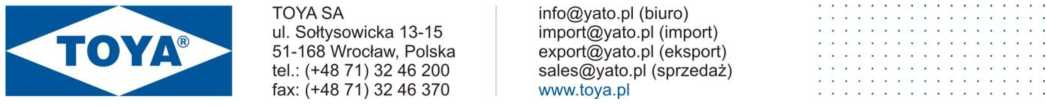 TOYA®
TOYA SA
ul. Sołtysowicka 13-15
51-168 Wrocław, Polska
tel.: (+48 71) 32 46 200
fax: (+48 71) 32 46 370
info@yato.pl (biuro)
import@yato.pl (import)
export@yato.pl (eksport)
sales@yato.pl (sprzedaż)
www.toya.pl